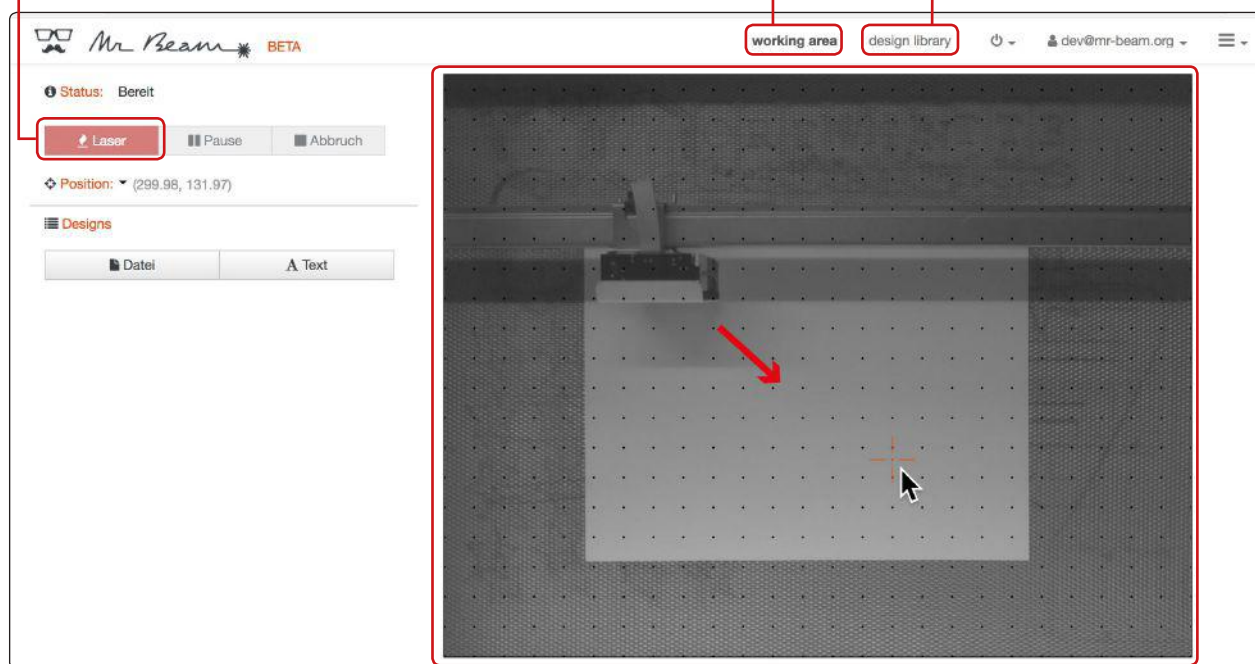 Mr Beam BETA
working area design library dev@mr-beam.org
Status: Bereit
Laser Pause Abbruch
Position: (299.98, 131.97)
Designs
Datei A Text